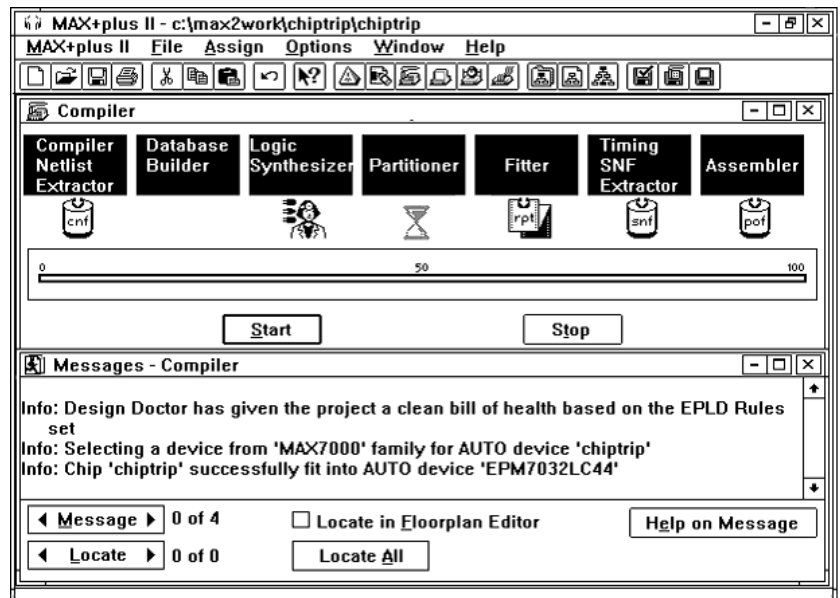 MAX+plus II - c:\max2work\chiptrip\chiptrip
MAX+plus II File Assign Options Window Help
Compiler
Compiler Netlist Extractor
Database Builder
Logic Synthesizer
Partitioner
Fitter
Timing SNF Extractor
Assembler
cnf
rpt
snf
pof
0 50 100
Start Stop
Messages - Compiler
Info: Design Doctor has given the project a clean bill of health based on the EPLD Rules
set
Info: Selecting a device from 'MAX7000' family for AUTO device 'chiptrip'
Info: Chip 'chiptrip' successfully fit into AUTO device 'EPM7032LC44'
Message 0 of 4 Locate in Floorplan Editor Help on Message
Locate 0 of 0 Locate All